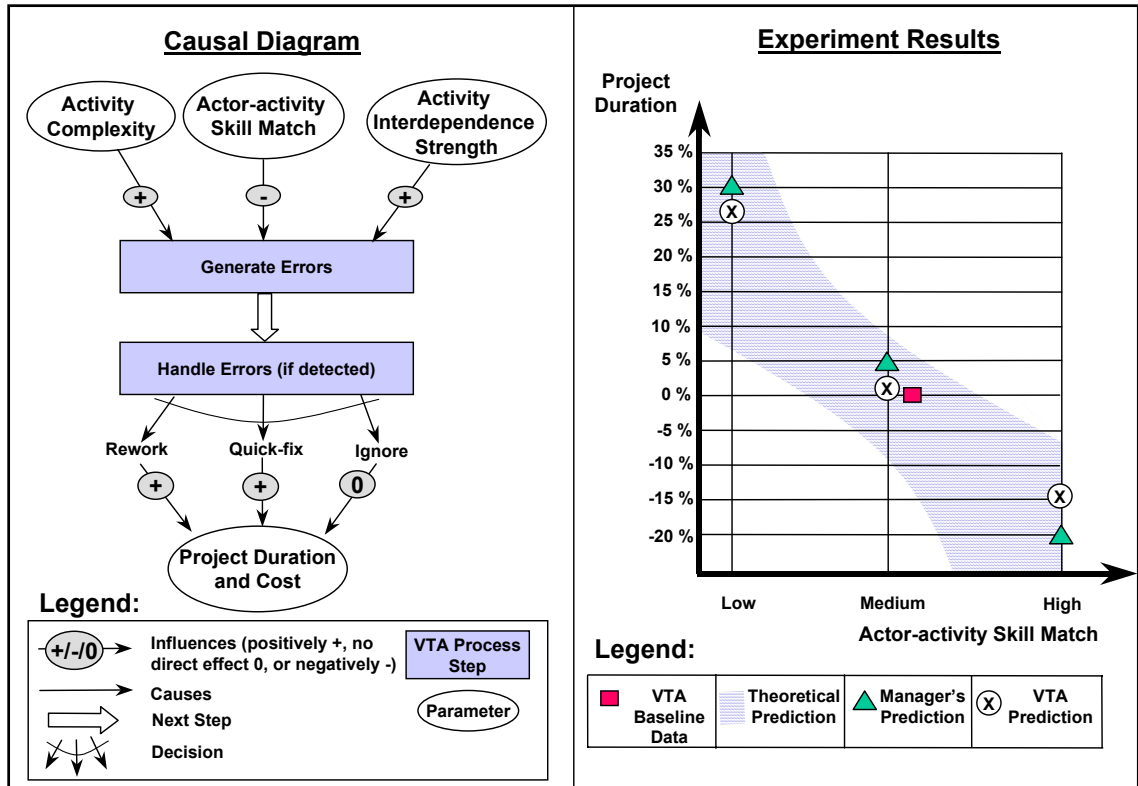 Causal Diagram
Activity
Complexity
Actor-activity
Skill Match
Activity
Interdependence
Strength
+
-
+
Generate Errors
Handle Errors (if detected)
Rework
Quick-fix
Ignore
+
+
0
Project Duration
and Cost
Legend:
+/-/0
Influences (positively +, no
direct effect 0, or negatively -)
Causes
Next Step
Decision
VTA Process
Step
Parameter
Experiment Results
Project
Duration
35 %
30 %
25 %
20 %
15 %
10 %
5 %
0 %
-5 %
-10 %
-15 %
-20 %
X
X
X
Low
Medium
High
Actor-activity Skill Match
Legend:
VTA
Baseline
Data
Theoretical
Prediction
Manager's
Prediction
X
VTA
Prediction